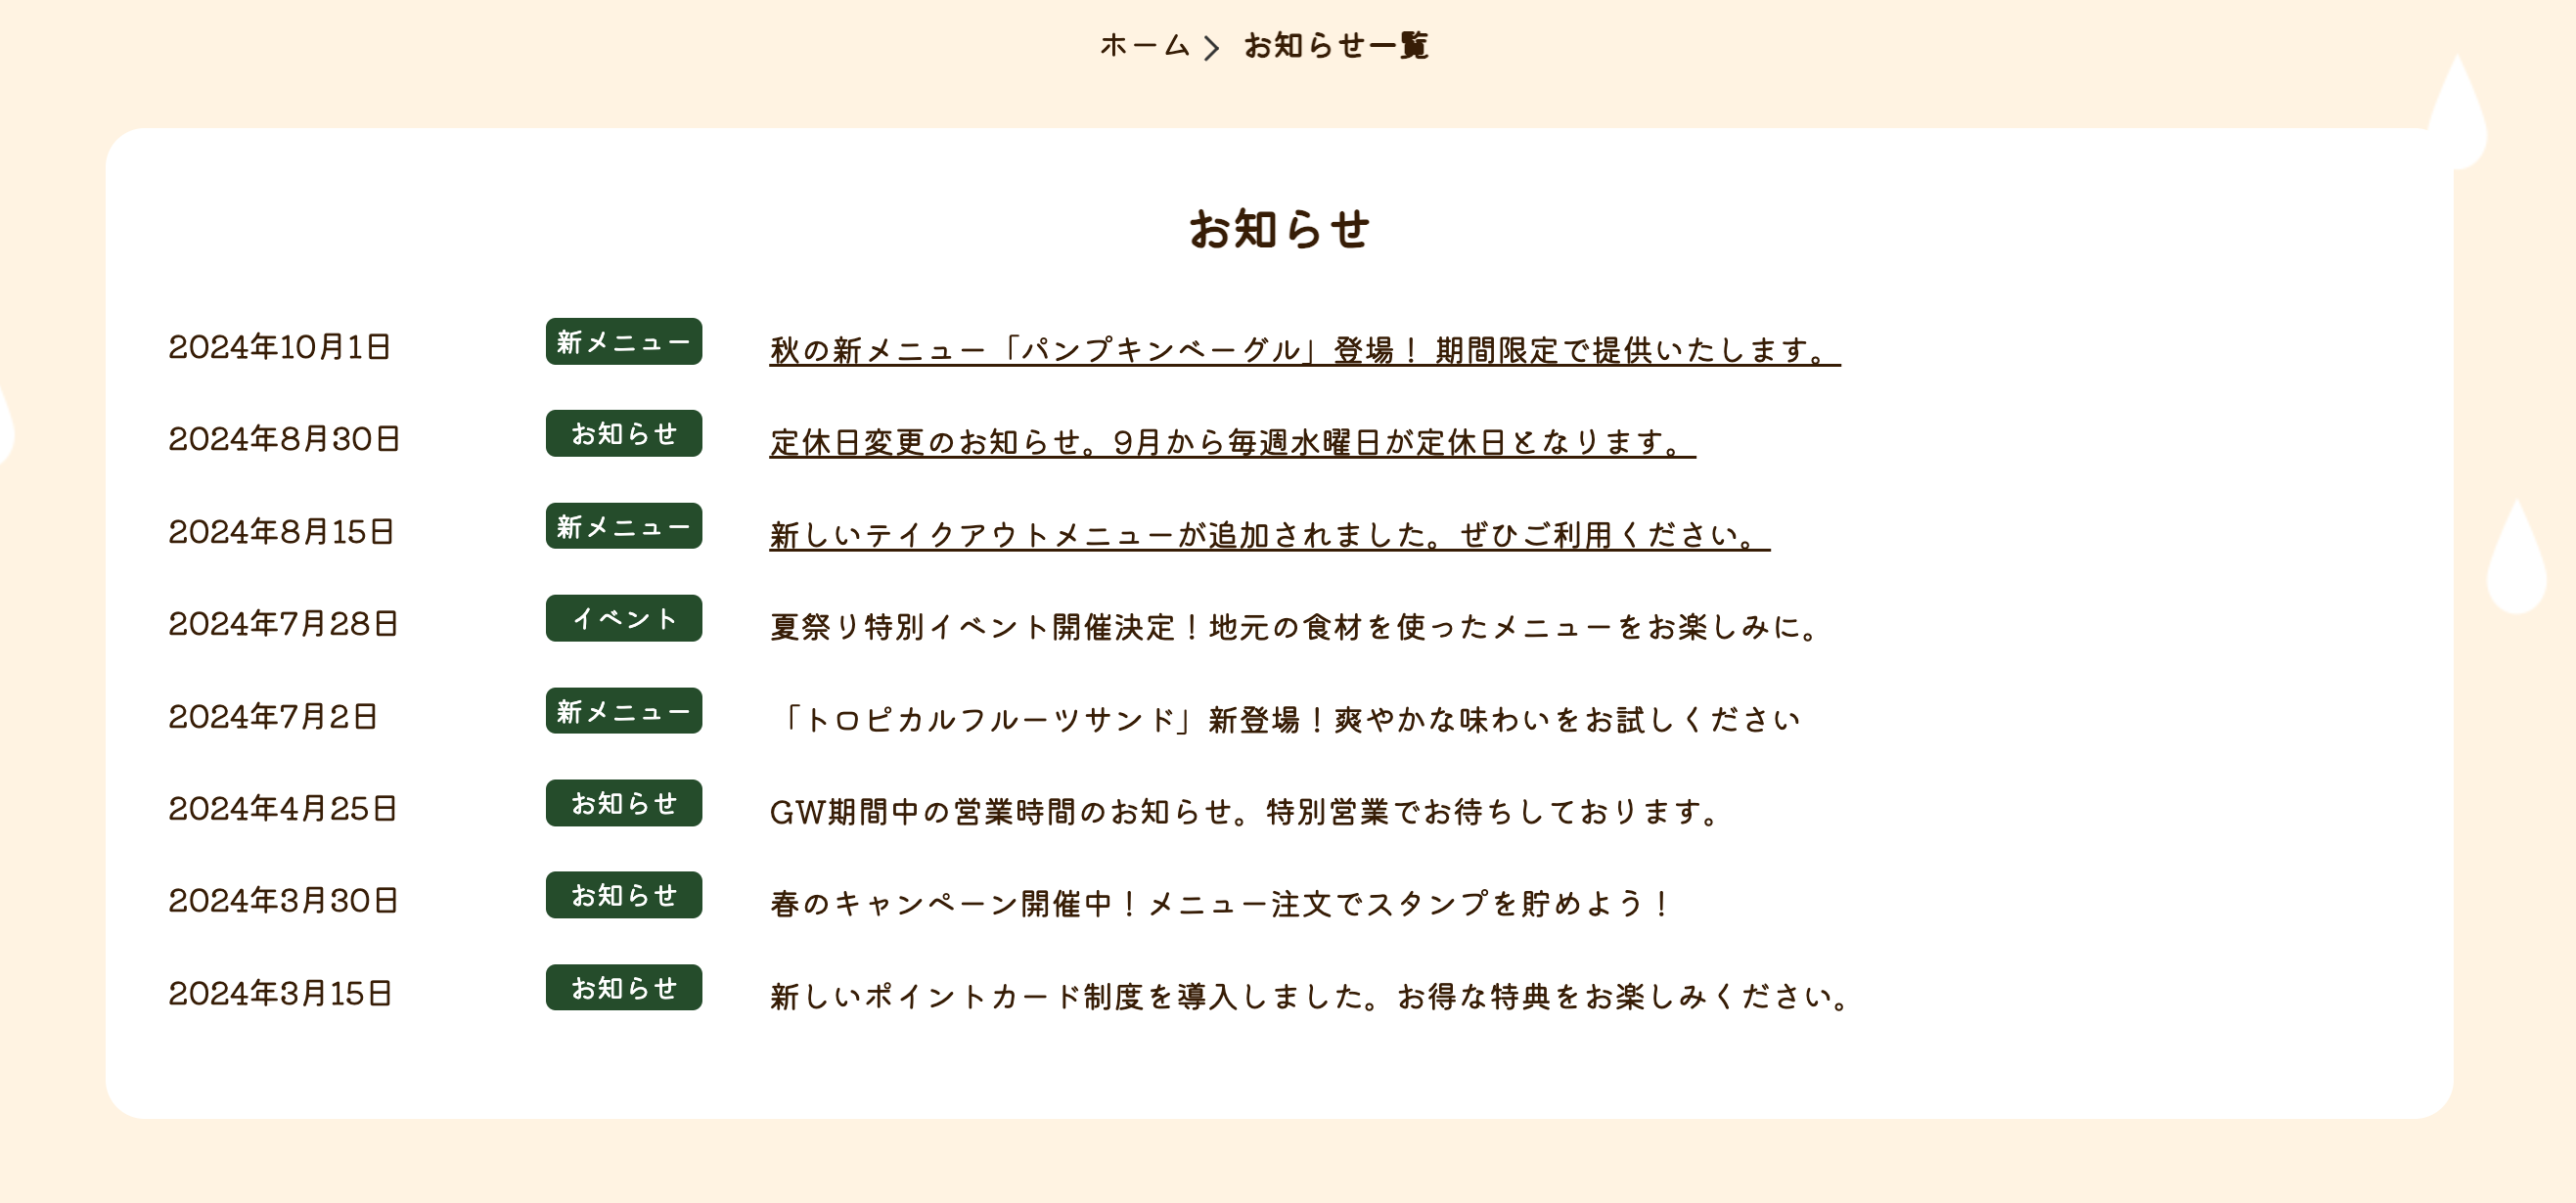 ホーム > お知らせ一覧
お知らせ
2024年10月1日 新メニュー 秋の新メニュー「パンプキンベーグル」登場！ 期間限定で提供いたします。
2024年8月30日 お知らせ 定休日変更のお知らせ。9月から毎週水曜日が定休日となります。
2024年8月15日 新メニュー 新しいテイクアウトメニューが追加されました。ぜひご利用ください。
2024年7月28日 イベント 夏祭り特別イベント開催決定！地元の食材を使ったメニューをお楽しみに。
2024年7月2日 新メニュー 「トロピカルフルーツサンド」新登場！爽やかな味わいをお試しください
2024年4月25日 お知らせ GW期間中の営業時間のお知らせ。特別営業でお待ちしております。
2024年3月30日 お知らせ 春のキャンペーン開催中！メニュー注文でスタンプを貯めよう！
2024年3月15日 お知らせ 新しいポイントカード制度を導入しました。お得な特典をお楽しみください。